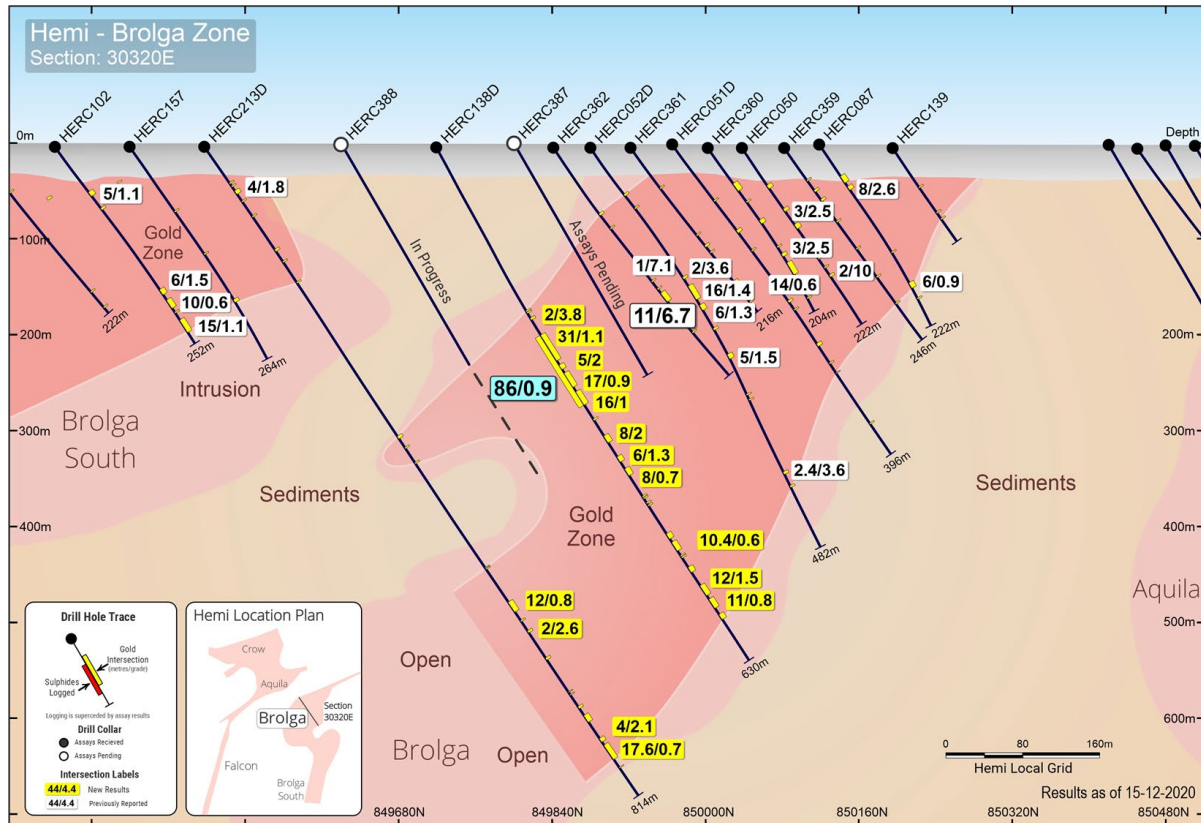 Hemi - Brolga Zone
Section: 30320E
HERC102
HERC157
HERC213D
HERC388
HERC138D
HERC387
HERC362
HERC052D
HERC361
HERC051D
HERC360
HERC050
HERC359
HERC087
HERC139
0m
Depth
0m
100m
100m
200m
200m
300m
300m
400m
400m
500m
500m
600m
600m
5/1.1
4/1.8
Gold
Zone
6/1.5
10/0.6
15/1.1
222m
252m
264m
Intrusion
Brolga
South
Sediments
In Progress
Assays Pending
2/3.8
31/1.1
5/2
17/0.9
16/1
86/0.9
8/2
6/1.3
8/0.7
10.4/0.6
12/1.5
11/0.8
630m
1/7.1
11/6.7
2/3.6
16/1.4
6/1.3
5/1.5
2.4/3.6
482m
216m
14/0.6
204m
3/2.5
3/2.5
2/10
222m
246m
8/2.6
6/0.9
222m
396m
Gold
Zone
Sediments
Aquila
12/0.8
2/2.6
4/2.1
17.6/0.7
814m
Open
Brolga
Open
Drill Hole Trace
Gold
Intersection
(metres/grade)
Sulphides
Logged
Logging is superceded by assay results
Drill Collar
Assays Recieved
Assays Pending
Intersection Labels
44/4.4 New Results
44/4.4 Previously Reported
Hemi Location Plan
Crow
Aquila
Brolga
Section
30320E
Falcon
Brolga
South
0 80 160m
Hemi Local Grid
Results as of 15-12-2020
849680N
849840N
850000N
850160N
850320N
850480N